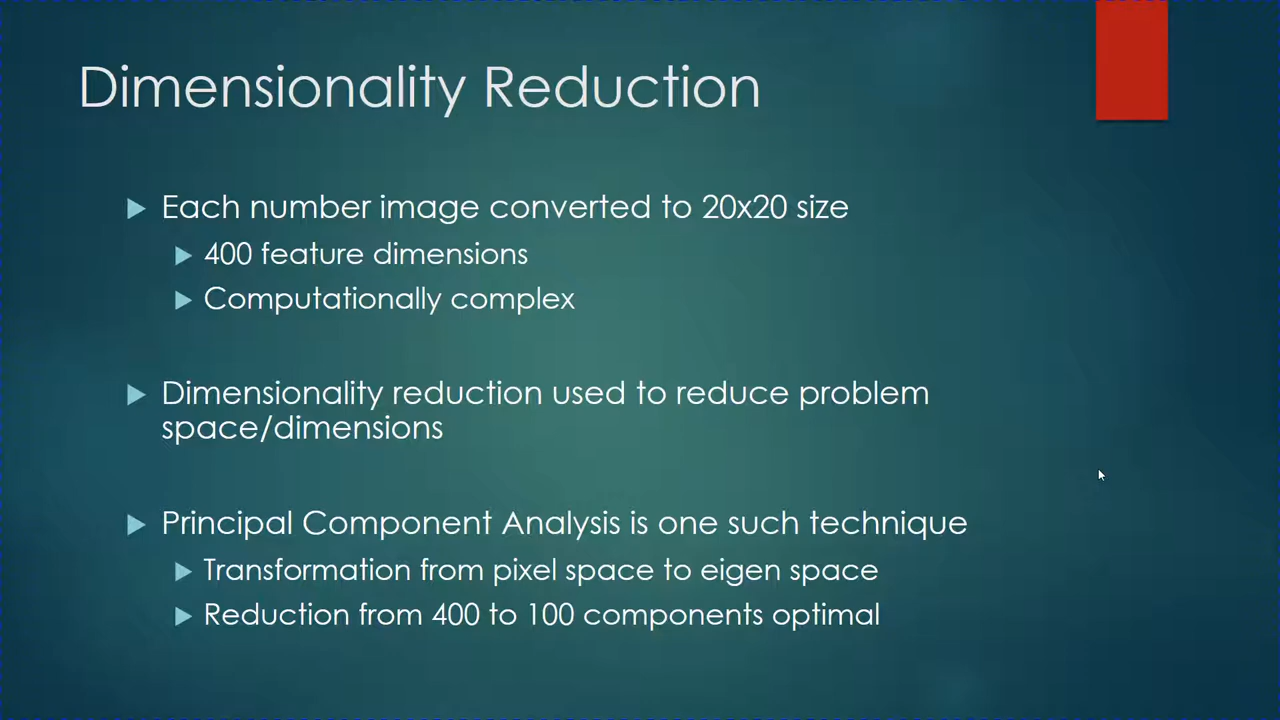 Dimensionality Reduction
Each number image converted to 20x20 size
400 feature dimensions
Computationally complex
Dimensionality reduction used to reduce problem
space/dimensions
Principal Component Analysis is one such technique
Transformation from pixel space to eigen space
Reduction from 400 to 100 components optimal